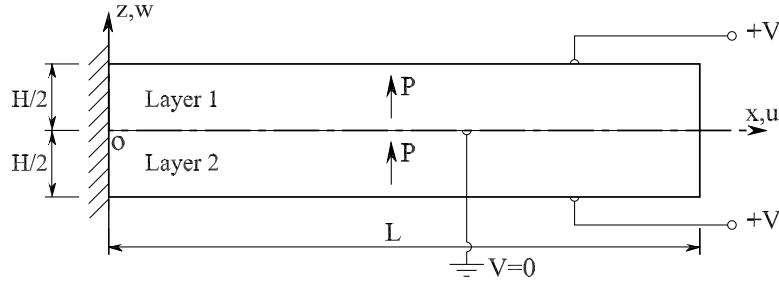 z,w
+V
H/2
Layer 1
P
x,u
o
H/2
Layer 2
P
+V
L
V=0